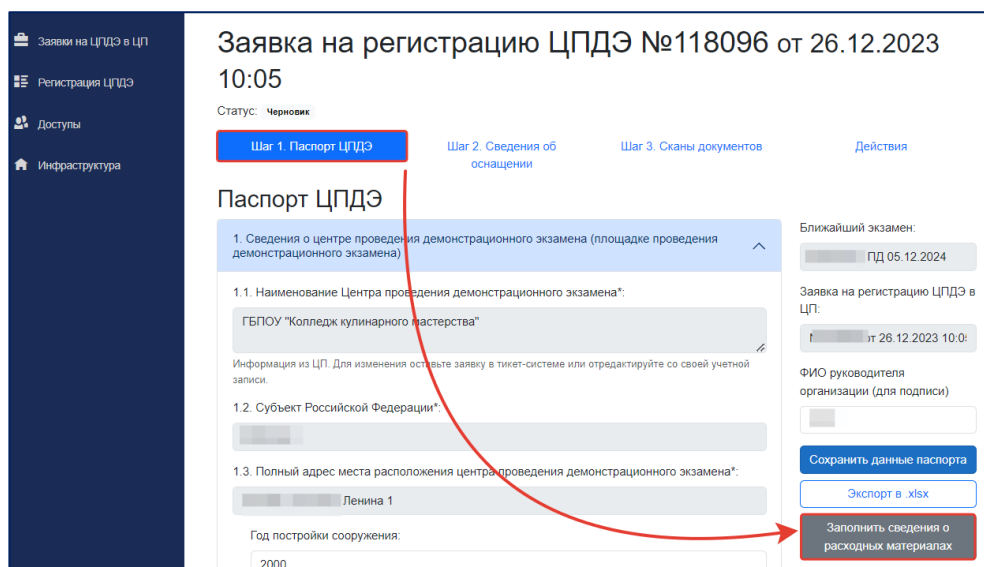 Заявки на ЦПДЭ в ЦП
Регистрация ЦПДЭ
Доступы
Инфраструктура
Заявка на регистрацию ЦПДЭ №118096 от 26.12.2023
10:05
Статус: Черновик
Шаг 1. Паспорт ЦПДЭ
Шаг 2. Сведения об
оснащении
Шаг 3. Сканы документов
Действия
Паспорт ЦПДЭ
1. Сведения о центре проведения демонстрационного экзамена (площадке проведения
демонстрационного экзамена)
1.1. Наименование Центра проведения демонстрационного экзамена*:
ГБПОУ "Колледж кулинарного мастерства"
Информация из ЦП. Для изменения оставьте заявку в тикет-системе или отредактируйте со своей учетной
записи.
1.2. Субъект Российской Федерации*:
1.3. Полный адрес места расположения центра проведения демонстрационного экзамена*:
Ленина 1
Год постройки сооружения:
2000
Ближайший экзамен:
ПД 05.12.2024
Заявка на регистрацию ЦПДЭ в
ЦП:
от 26.12.2023 10:0
ФИО руководителя
организации (для подписи)
Сохранить данные паспорта
Экспорт в .xlsx
Заполнить сведения о
расходных материалах